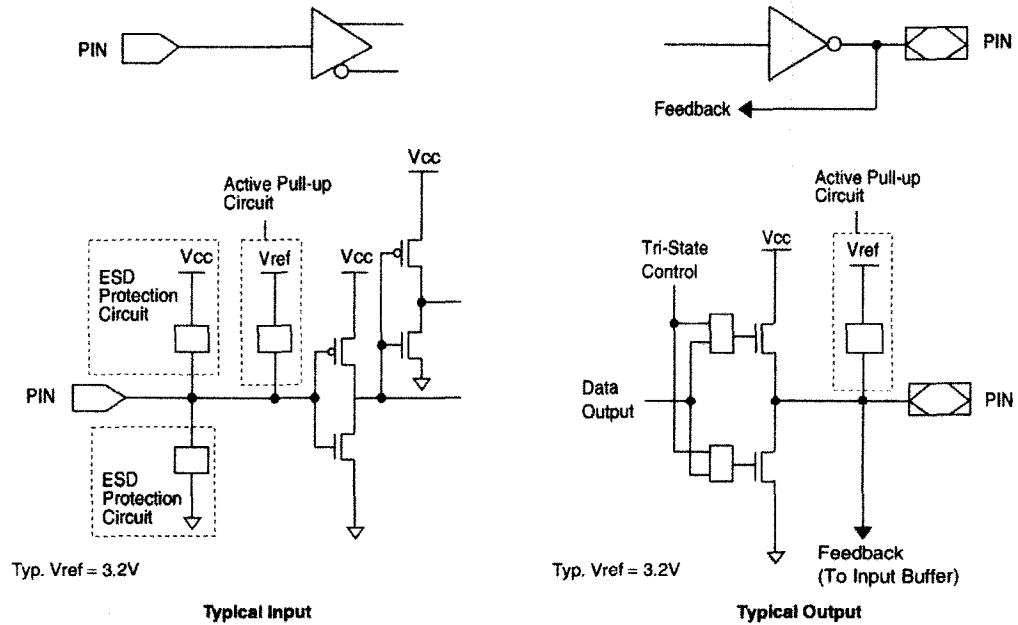 PIN
PIN
Feedback
Vcc
Active Pull-up
Circuit
ESD
Protection
Circuit
Vcc
Vref
Vcc
PIN
ESD
Protection
Circuit
Typ. Vref = 3.2V
Typical Input
Active Pull-up
Circuit
Tri-State
Control
Vcc
Vref
Data
Output
PIN
Feedback
(To Input Buffer)
Typ. Vref = 3.2V
Typical Output